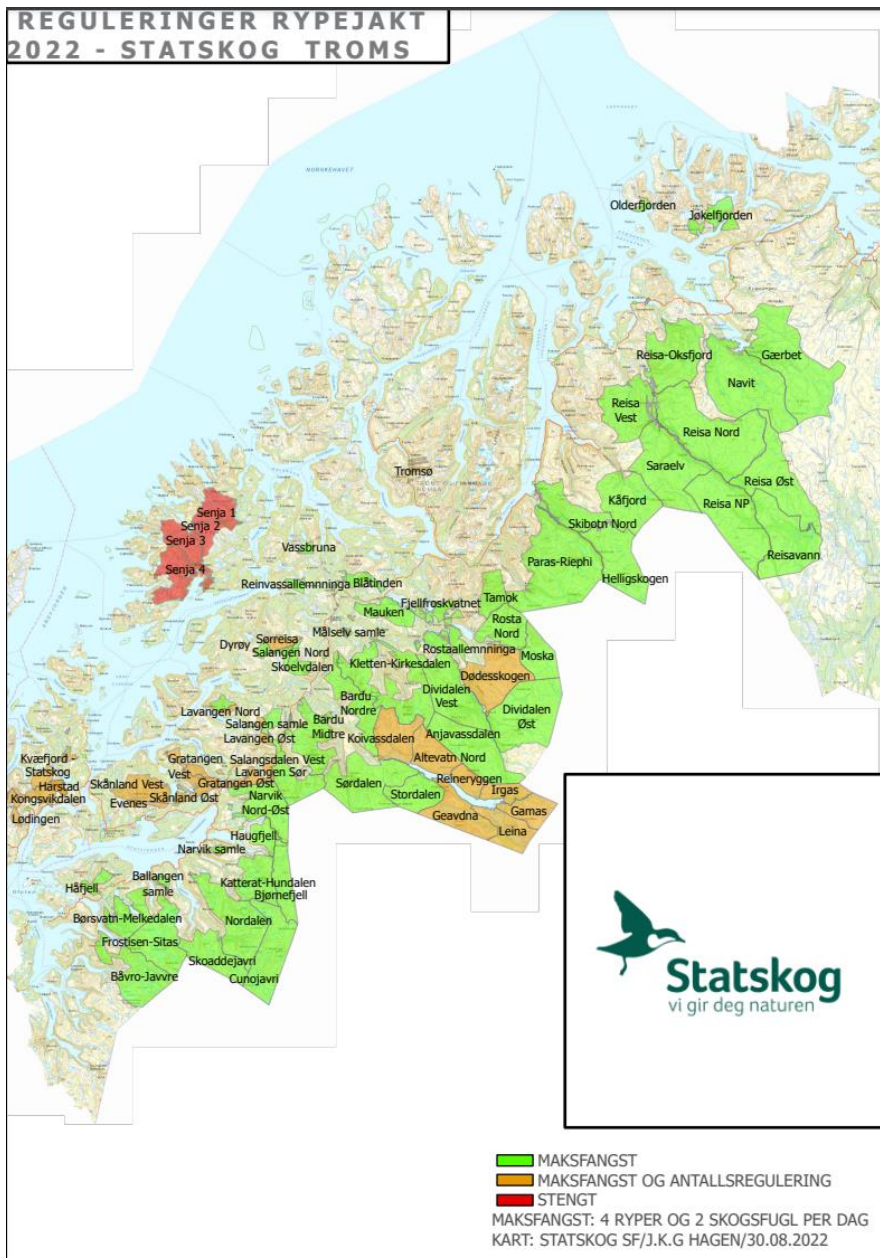 REGULERINGER RYPEJAKT
2022 - STATSKOG TROMS
NORSKEHAVET
Olderfjorden
Jøkelfjorden
Reisa-Oksfjord
Gærbet
Navit
Reisa
Vest
Reisa Nord
Saraelv
Reisa Øst
Kåfjord
Reisa NP
Tromsø
Skibotn Nord
Reisavann
Senja 1
Senja 2
Senja 3
Senja 4
Vassbruna
Paras-Riephi
Helligskogen
Reinvassallemnninga
Blåtinden
Tamok
Fjellfroskvatnet
Mauken
Rosta
Nord
Målselv samle
Dyrøy
Sørreisa
Salangen Nord
Rostaallemnninga
Moska
Skoelvdalen
Kletten-Kirkesdalen
Dødesskogen
Dividalen
Vest
Dividalen
Øst
Lavangen Nord
Bardu
Nordre
Salangen samle
Bardu
Midtre
Lavangen Øst
Koivassdalen
Anjavassdalen
Altevatn Nord
Kvæfjord -
Statskog
Gratangen
Vest
Salangsdalen Vest
Lavangen Sør
Reineryggen
Harstad
Skånland Vest
Gratangen Øst
Sørdalen
Irgas
Kongsvikdalen
Evenes
Skånland Øst
Narvik
Nord-Øst
Stordalen
Gamas
Lødingen
Geavdna
Leina
Haugfjell
Narvik samle
Ballangen
samle
Katterat-Hundalen
Håfjell
Bjørnefjell
Børsvatn-Melkedalen
Nordalen
Frostisen-Sitas
Skoaddejavri
Båvro-Javvre
Cunojavri
Statskog
vi gir deg naturen
MAKSFANGST
MAKSFANGST OG ANTALLSREGULERING
STENGT
MAKSFANGST: 4 RYPER OG 2 SKOGSFUGL PER DAG
KART: STATSKOG SF/J.K.G HAGEN/30.08.2022